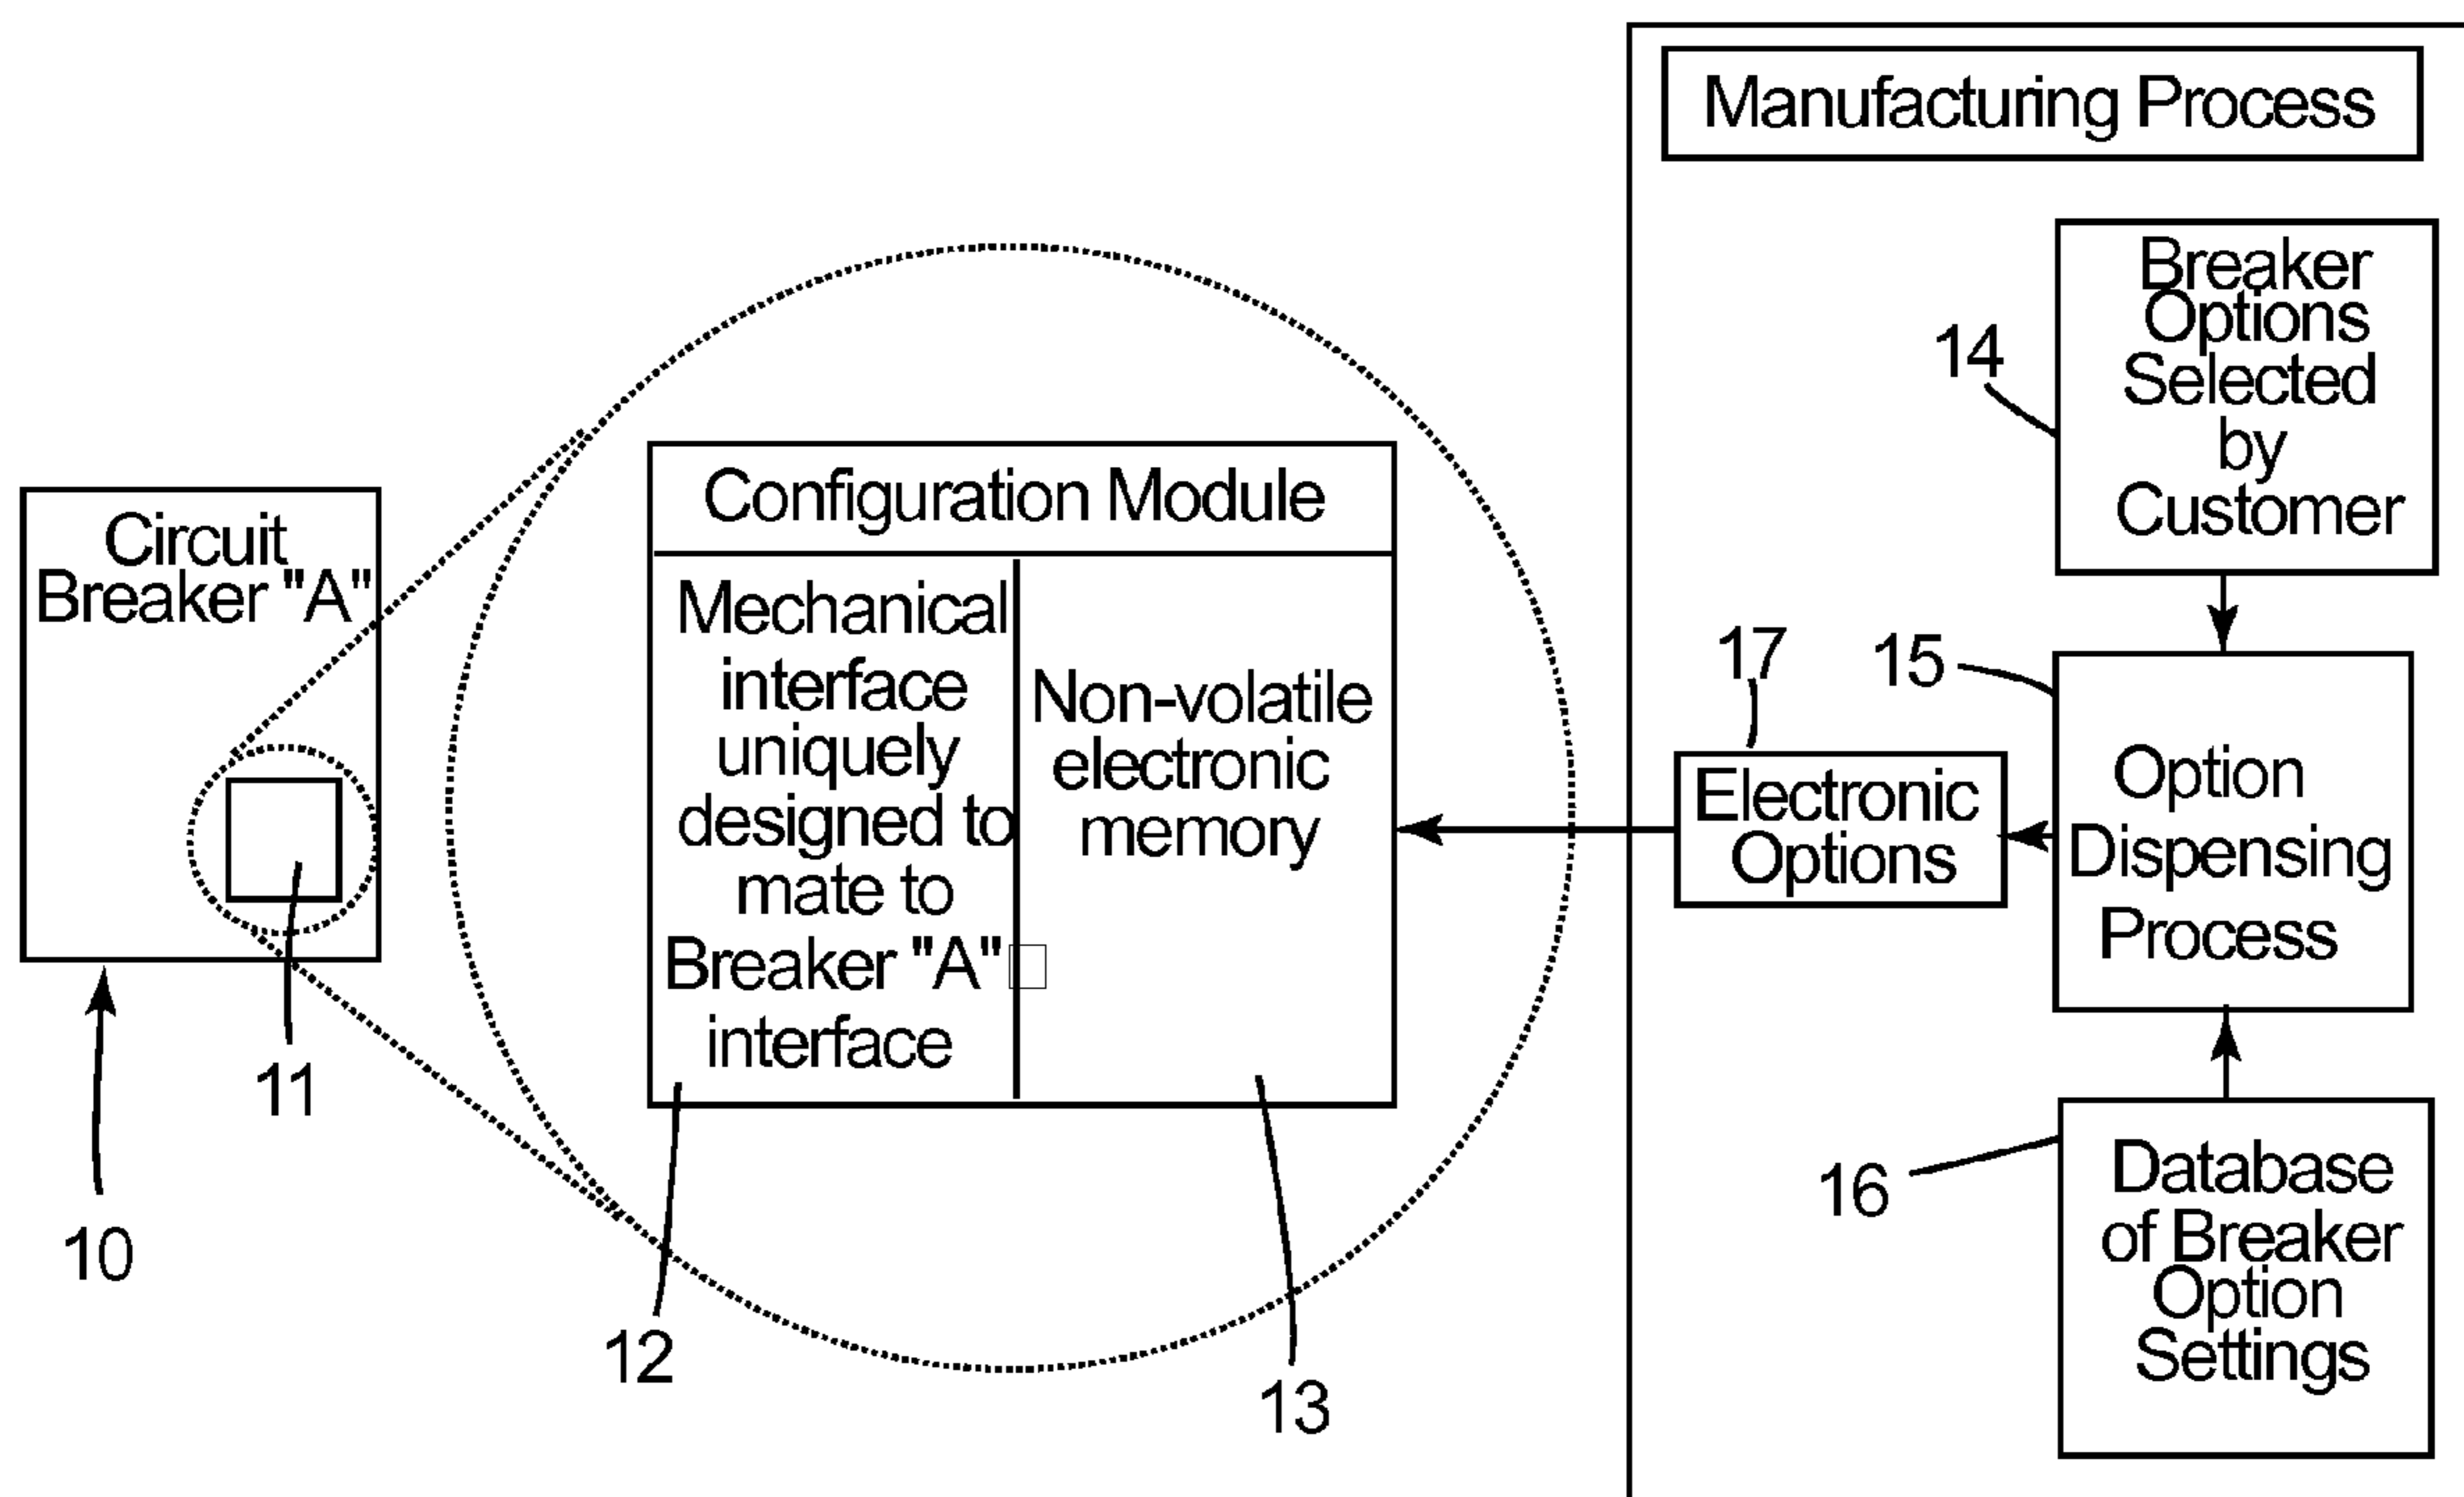 Manufacturing Process
Breaker
Options
Selected
by
Customer
14
Circuit
Breaker "A"
11
10
Configuration Module
Mechanical
interface
uniquely
designed to
mate to
Breaker "A"
interface
Non-volatile
electronic
memory
12
13
17
Electronic
Options
15
Option
Dispensing
Process
16
Database
of Breaker
Option
Settings